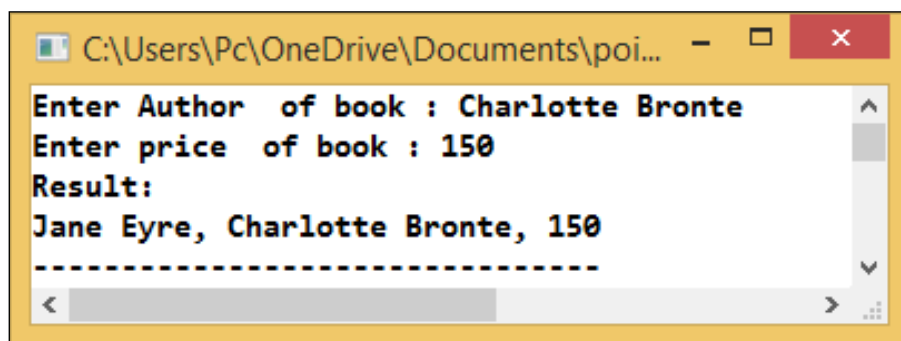 C:\Users\Pc\OneDrive\Documents\poi...
Enter Author  of book : Charlotte Bronte
Enter price  of book : 150
Result:
Jane Eyre, Charlotte Bronte, 150
--------------------------------